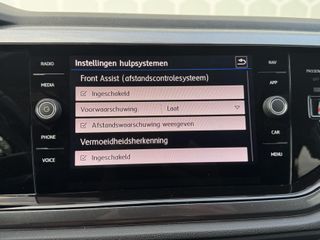 RADIO
MEDIA
PHONE
VOICE
Instellingen hulpsystemen
Front Assist (afstandscontrolesysteem)
Ingeschakeld
Voorwaarschuwing: Laat
Afstandswaarschuwing weergeven
Vermoeidheidsherkenning
Ingeschakeld
NAV
APP
CAR
MENU